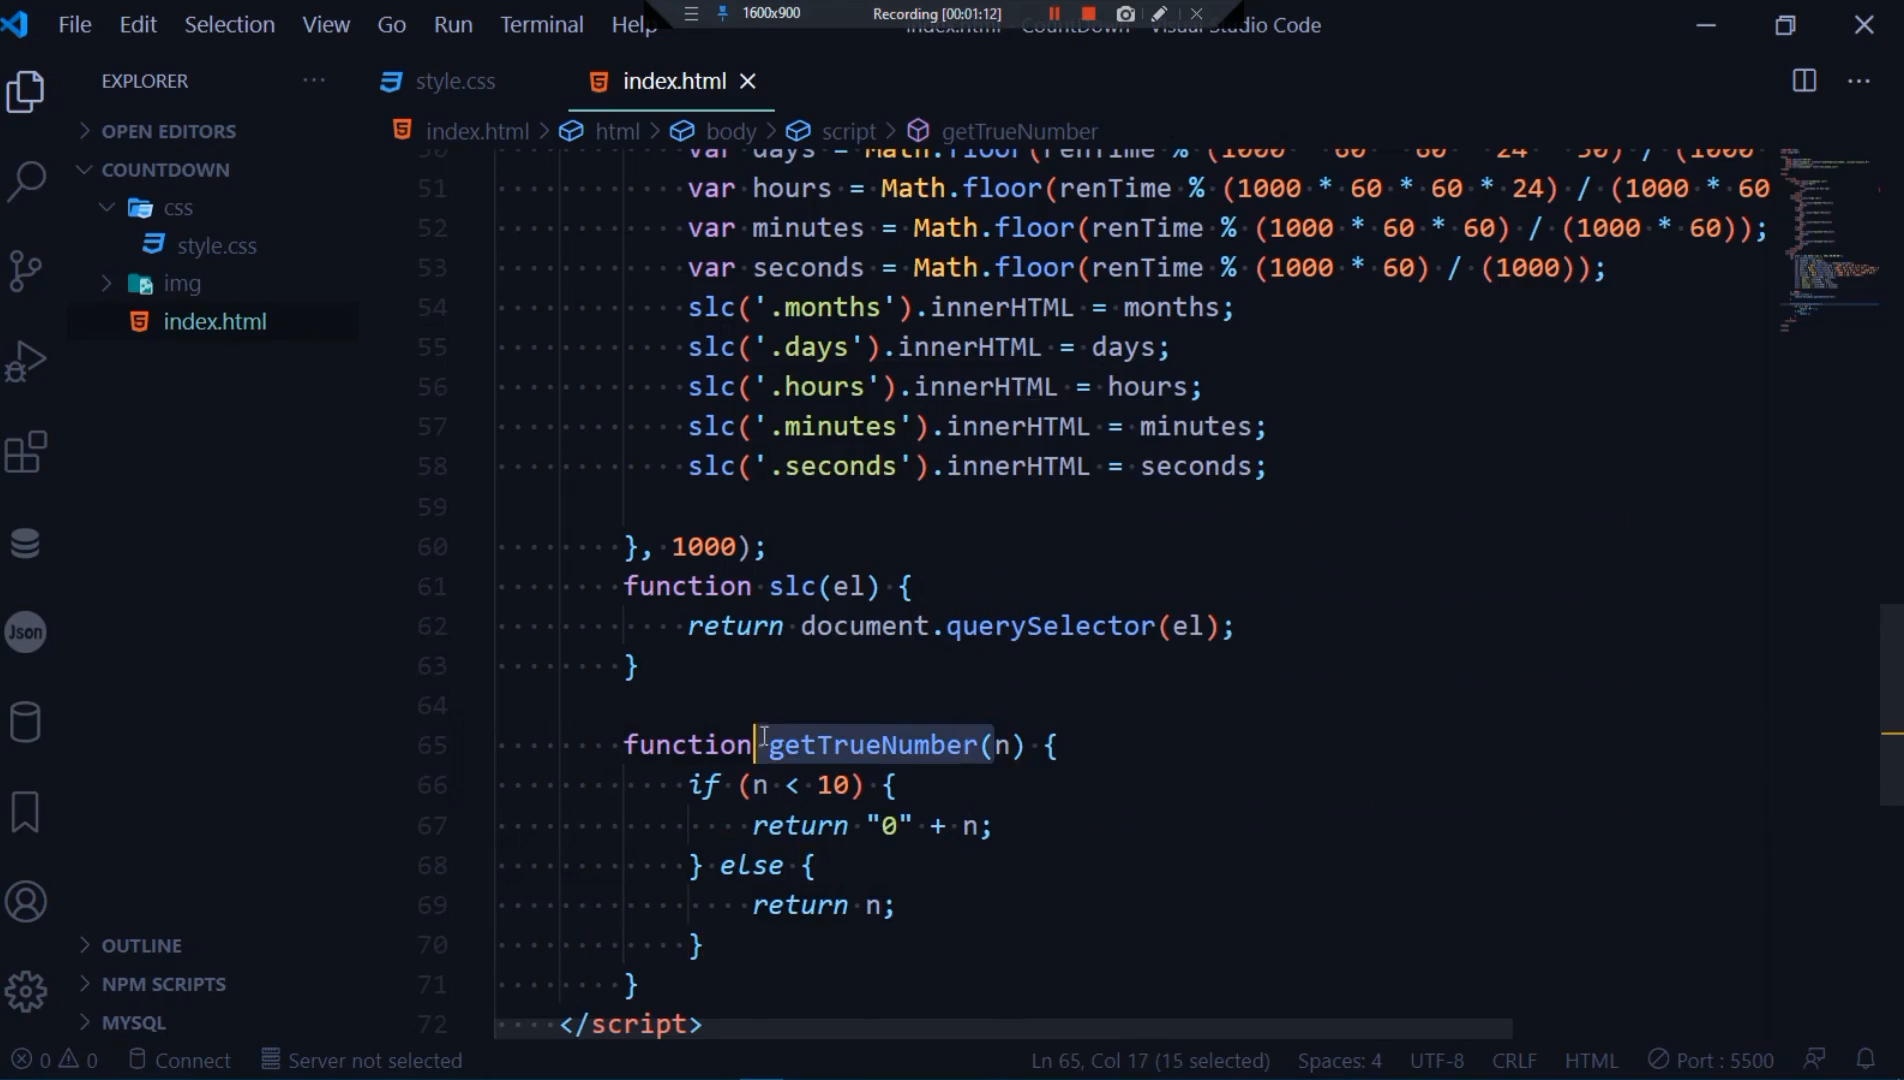 File Edit Selection View Go Run Terminal Help
1600x900
Recording [00:01:12]
index.html - CountDown - Visual Studio Code
EXPLORER
OPEN EDITORS
COUNTDOWN
css
style.css
img
index.html
OUTLINE
NPM SCRIPTS
MYSQL
Json
style.css
index.html
index.html > html > body > script > getTrueNumber
var days = Math.floor(renTime % (1000 60 60 24 30) / (1000
51 var hours = Math.floor(renTime % (1000 * 60 * 60 * 24) / (1000 * 60
52 var minutes = Math.floor(renTime % (1000 * 60 * 60) / (1000 * 60));
53 var seconds = Math.floor(renTime % (1000 * 60) / (1000));
54 slc('.months').innerHTML = months;
55 slc('.days').innerHTML = days;
56 slc('.hours').innerHTML = hours;
57 slc('.minutes').innerHTML = minutes;
58 slc('.seconds').innerHTML = seconds;
59
60 }, 1000);
61 function slc(el) {
62 return document.querySelector(el);
63 }
64
65 function getTrueNumber(n) {
66 if (n < 10) {
67 return "0" + n;
68 } else {
69 return n;
70 }
71 }
72 </script>
0 0 Connect Server not selected
Ln 65, Col 17 (15 selected) Spaces: 4 UTF-8 CRLF HTML Port : 5500